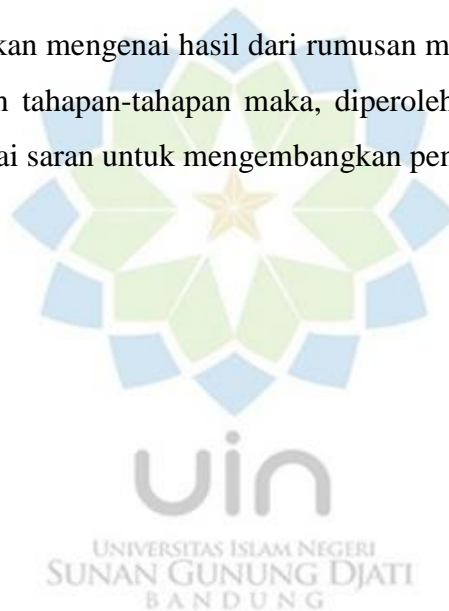 kan mengenai hasil dari rumusan m
n tahapan-tahapan maka, diperoleh
ai saran untuk mengembangkan pen
uin
UNIVERSITAS ISLAM NEGERI
SUNAN GUNUNG DJATI
BANDUNG